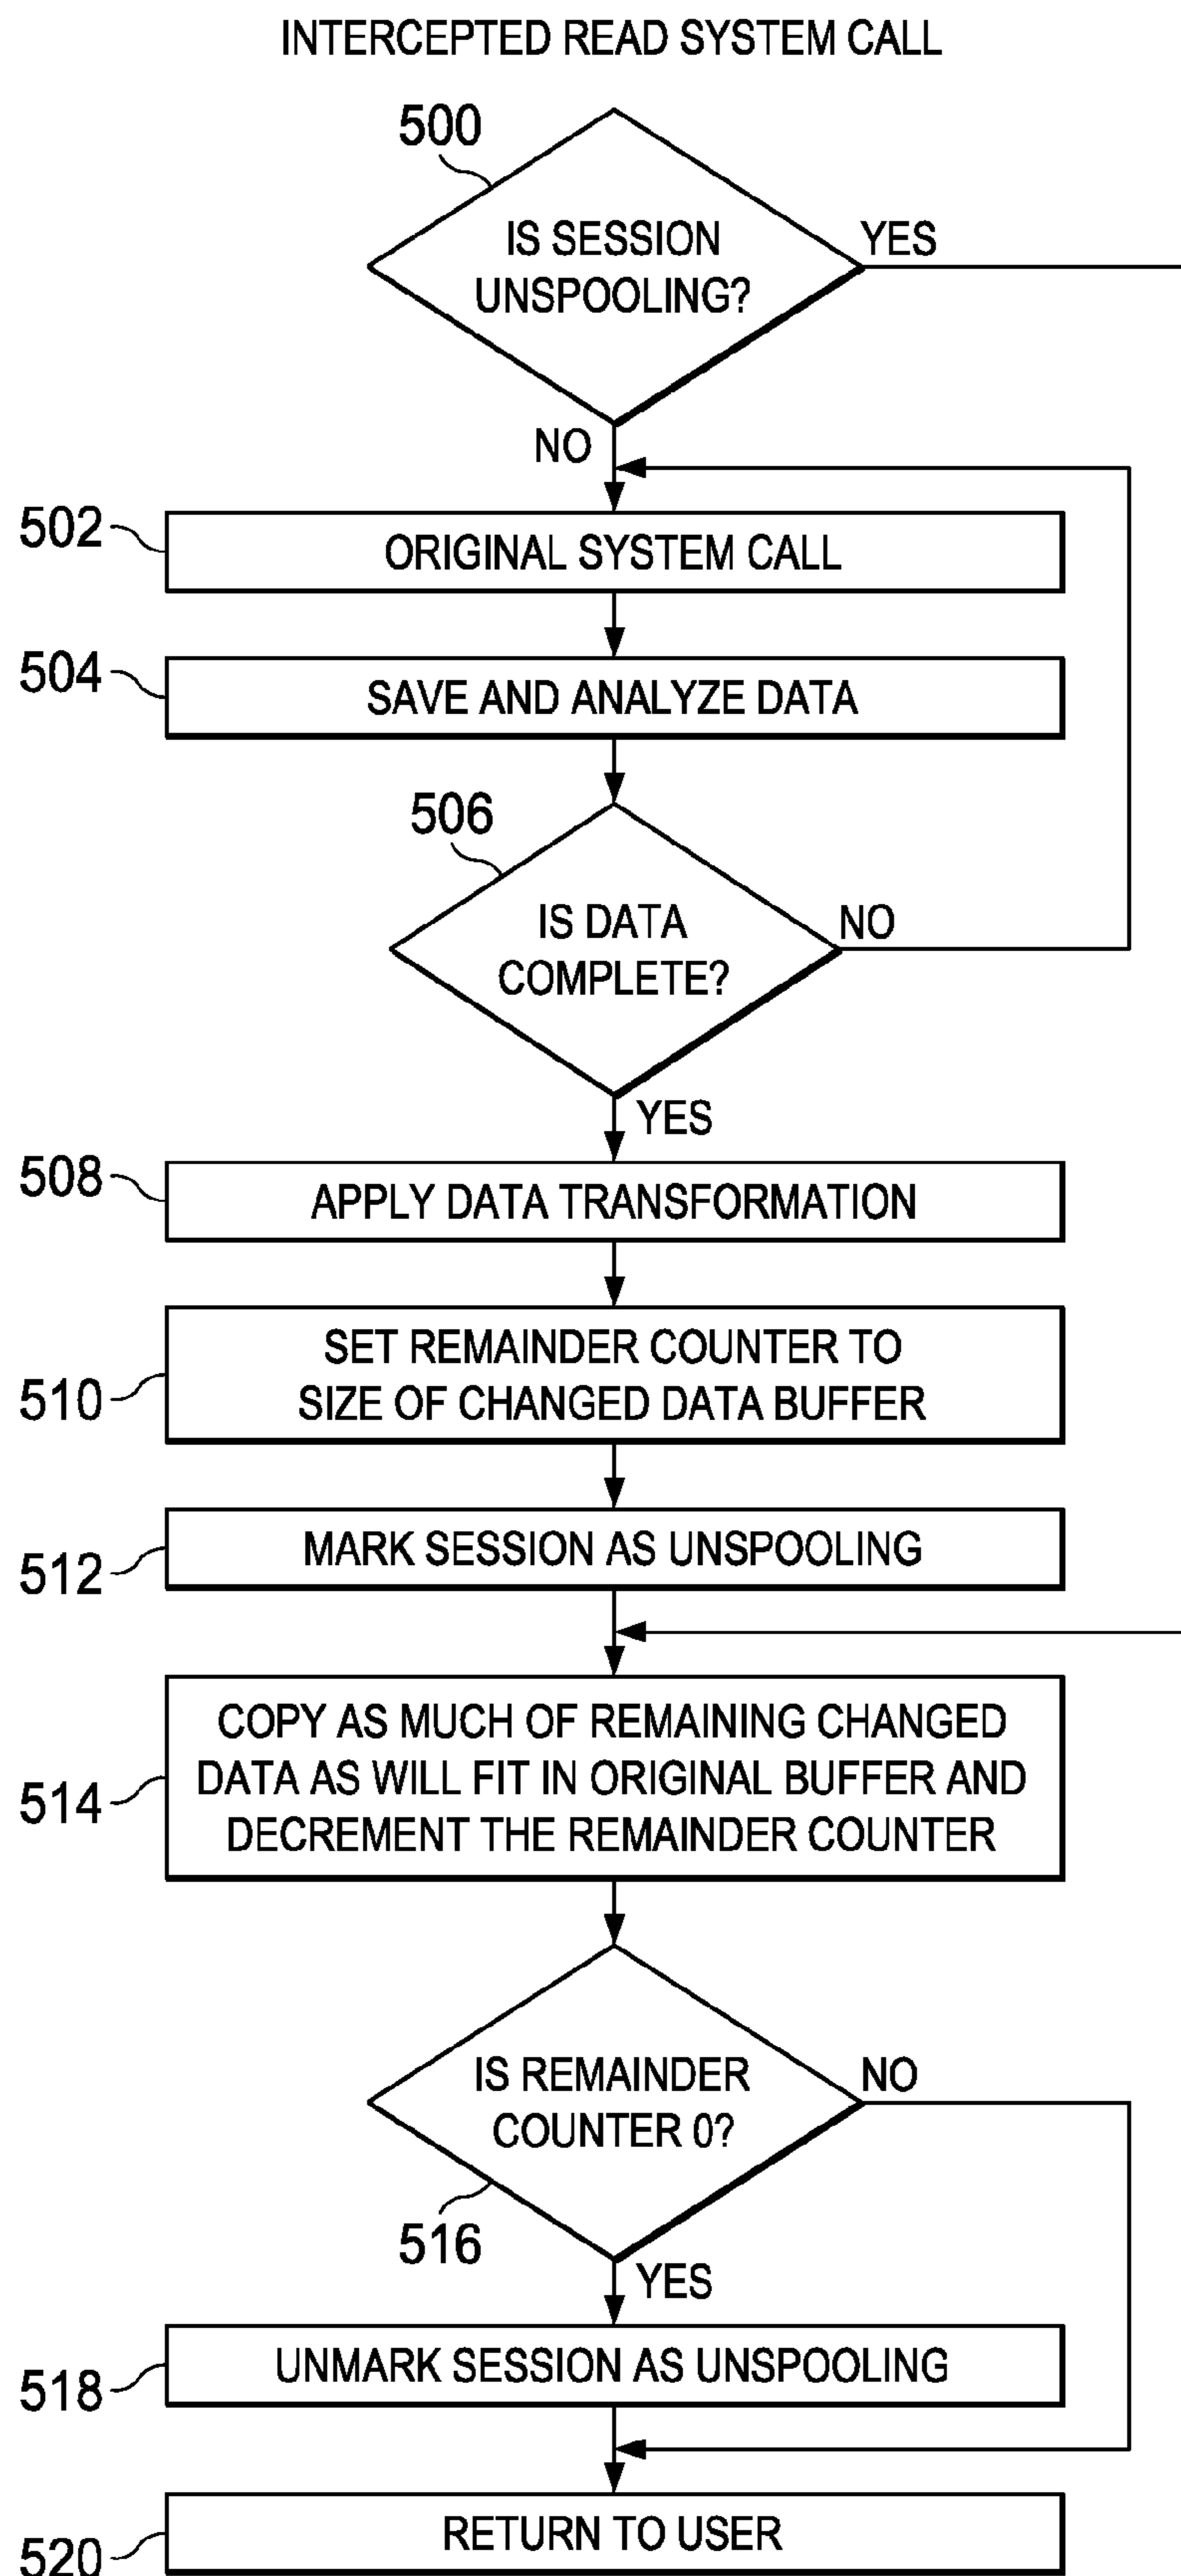 INTERCEPTED READ SYSTEM CALL
500
IS SESSION
UNSPOOLING?
YES
NO
502
ORIGINAL SYSTEM CALL
504
SAVE AND ANALYZE DATA
506
IS DATA
COMPLETE?
NO
YES
508
APPLY DATA TRANSFORMATION
SET REMAINDER COUNTER TO
SIZE OF CHANGED DATA BUFFER
510
MARK SESSION AS UNSPOOLING
512
COPY AS MUCH OF REMAINING CHANGED
DATA AS WILL FIT IN ORIGINAL BUFFER AND
DECREMENT THE REMAINDER COUNTER
514
IS REMAINDER
COUNTER 0?
NO
516
YES
UNMARK SESSION AS UNSPOOLING
518
RETURN TO USER
520